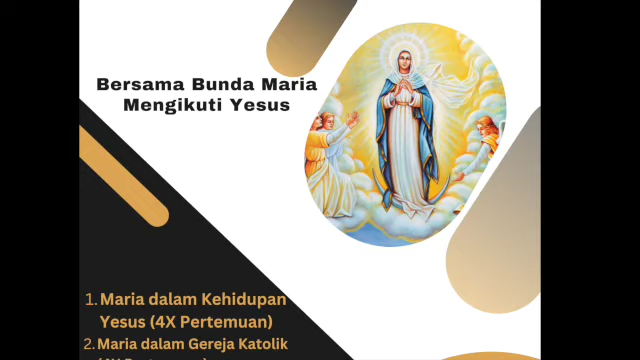 Bersama Bunda Maria
Mengikuti Yesus
1. Maria dalam Kehidupan
Yesus (4X Pertemuan)
2. Maria dalam Gereja Katolik